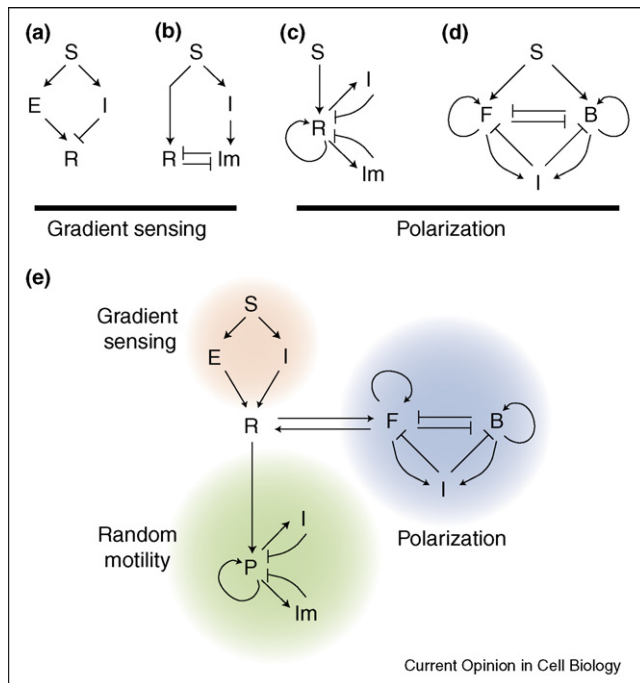 (a)
S
E I
R
(b)
S
I
R Im
Gradient sensing
(c)
S
I
R
Im
(d)
S
F B
I
Polarization
(e)
Gradient
sensing
S
E I
R
F B
I
Polarization
Random
motility
I
P
Im
Current Opinion in Cell Biology